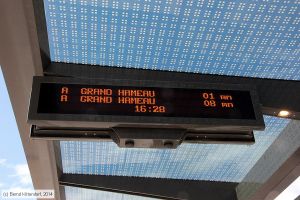 A GRAND HAMEAU 01 mn
A GRAND HAMEAU 08 mn
16:28
(c) Bernd Kittendorf, 2014